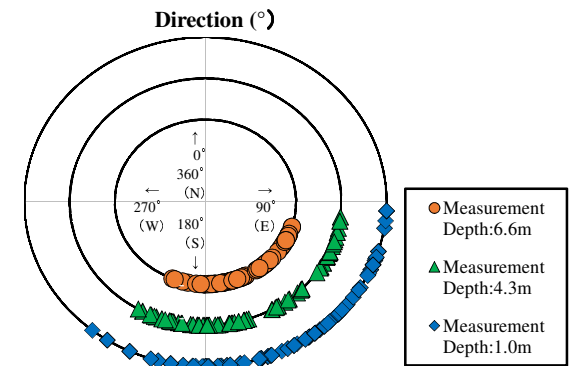 Direction (°)
↑
0°
360°
(N)
←
270°
(W)
→
90°
(E)
180°
(S)
↓
Measurement
Depth:6.6m
Measurement
Depth:4.3m
Measurement
Depth:1.0m